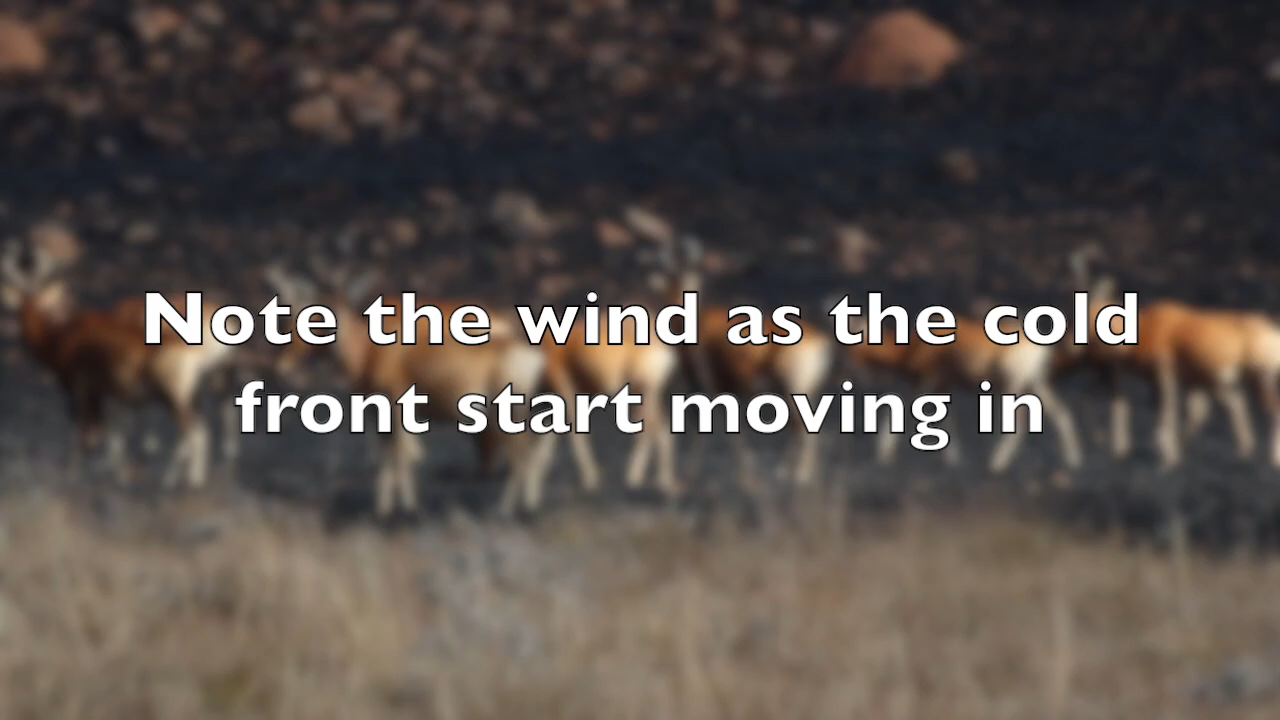 Note the wind as the cold
front start moving in